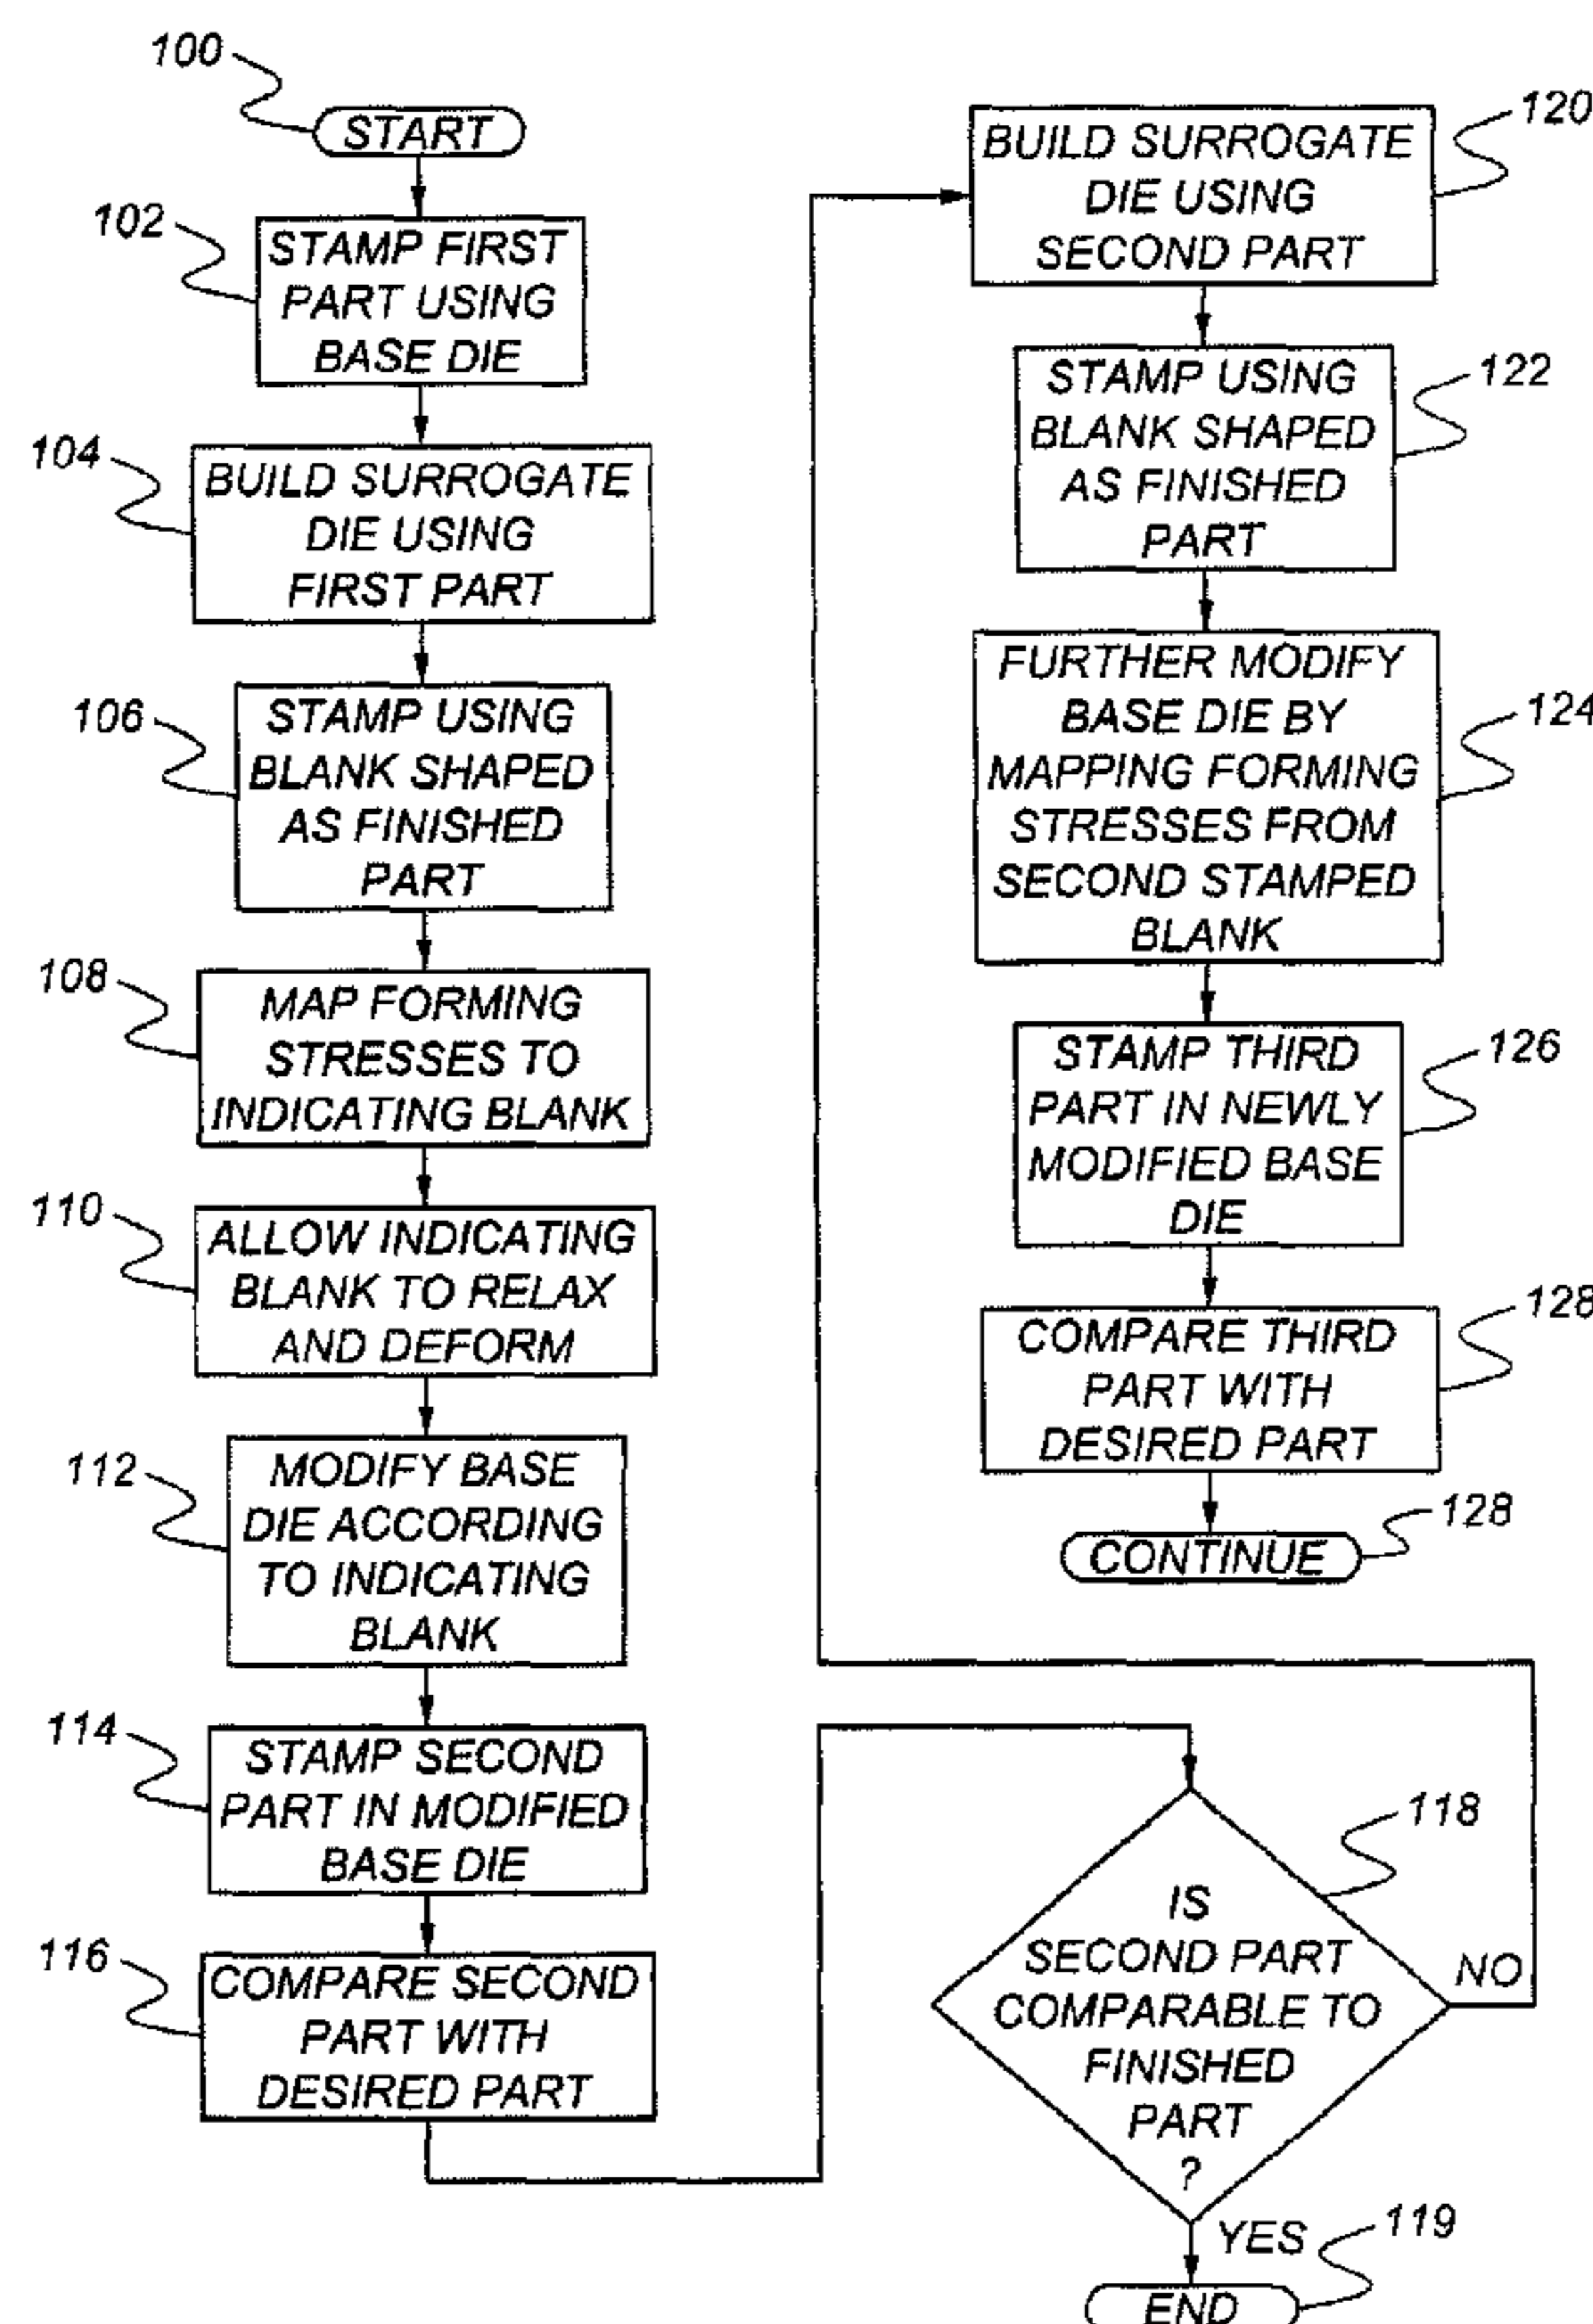 100
START
102
STAMP FIRST
PART USING
BASE DIE
104
BUILD SURROGATE
DIE USING
FIRST PART
106
STAMP USING
BLANK SHAPED
AS FINISHED
PART
108
MAP FORMING
STRESSES TO
INDICATING BLANK
110
ALLOW INDICATING
BLANK TO RELAX
AND DEFORM
112
MODIFY BASE
DIE ACCORDING
TO INDICATING
BLANK
114
STAMP SECOND
PART IN MODIFIED
BASE DIE
116
COMPARE SECOND
PART WITH
DESIRED PART
118
IS
SECOND PART
COMPARABLE TO
FINISHED
PART
?
NO
YES
119
END
120
BUILD SURROGATE
DIE USING
SECOND PART
122
STAMP USING
BLANK SHAPED
AS FINISHED
PART
124
FURTHER MODIFY
BASE DIE BY
MAPPING FORMING
STRESSES FROM
SECOND STAMPED
BLANK
126
STAMP THIRD
PART IN NEWLY
MODIFIED BASE
DIE
128
COMPARE THIRD
PART WITH
DESIRED PART
128
CONTINUE